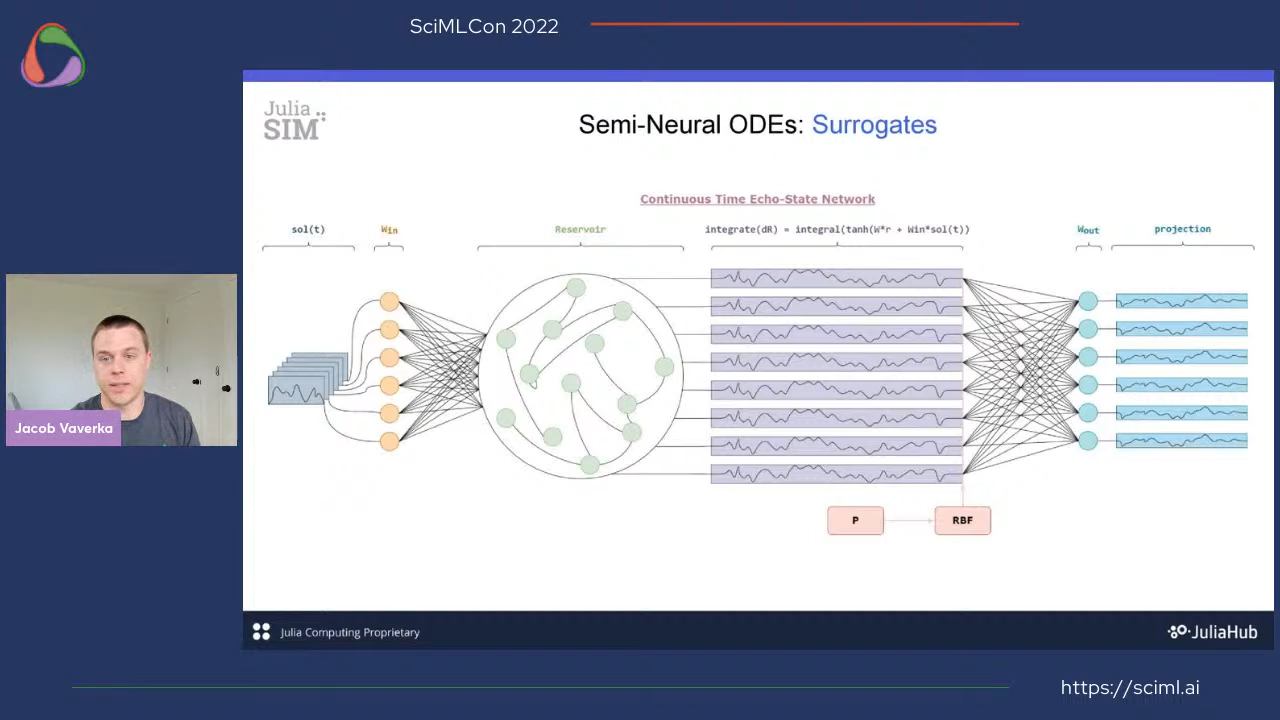 SciMLCon 2022
Julia
SIM
Semi-Neural ODEs: Surrogates
Continuous Time Echo-State Network
sol(t)
Win
Reservoir
integrate(dR) = integral(tanh(W*r + Win*sol(t))
Wout
projection
P
RBF
Jacob Vaverka
Julia Computing Proprietary
JuliaHub
https://sciml.ai